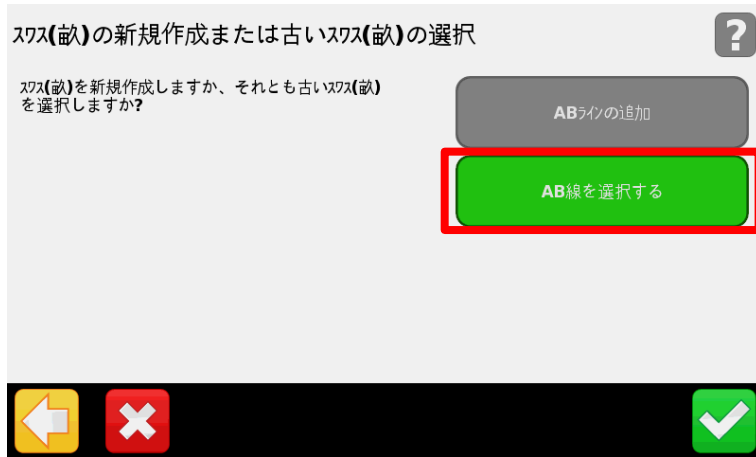 ｽﾜｽ(畝)の新規作成または古いｽﾜｽ(畝)の選択
?
ｽﾜｽ(畝)を新規作成しますか、それとも古いｽﾜｽ(畝)
を選択しますか?
ABﾗｲﾝの追加
AB線を選択する